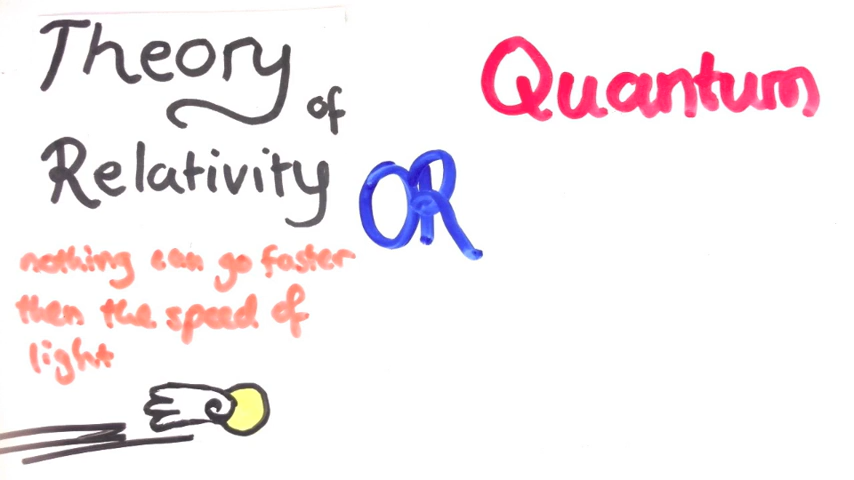 Theory
of
Relativity
OR
Quantum
nothing can go faster
then the speed of
light